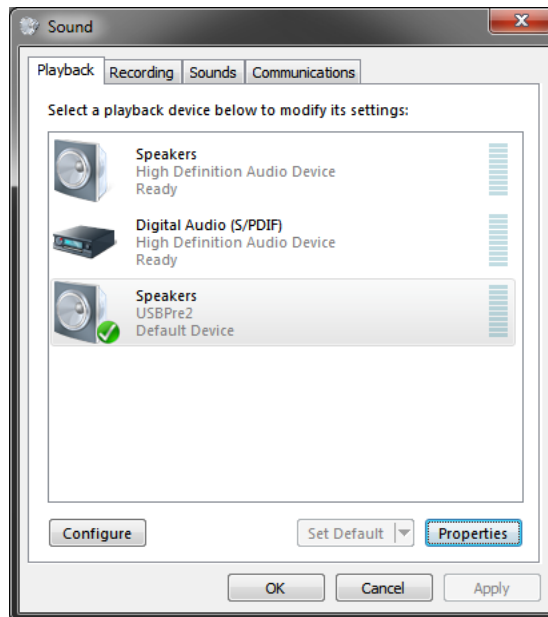 Sound
Playback Recording Sounds Communications
Select a playback device below to modify its settings:
Speakers
High Definition Audio Device
Ready
Digital Audio (S/PDIF)
High Definition Audio Device
Ready
Speakers
USBPre2
Default Device
Configure Set Default Properties
OK Cancel Apply